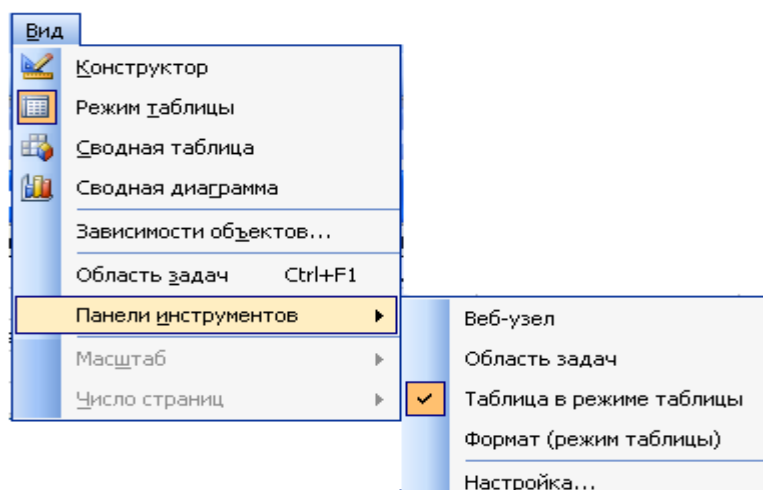 Вид
Конструктор
Режим таблицы
Сводная таблица
Сводная диаграмма
Зависимости объектов...
Область задач Ctrl+F1
Панели инструментов
Масштаб
Число страниц
Веб-узел
Область задач
Таблица в режиме таблицы
Формат (режим таблицы)
Настройка...